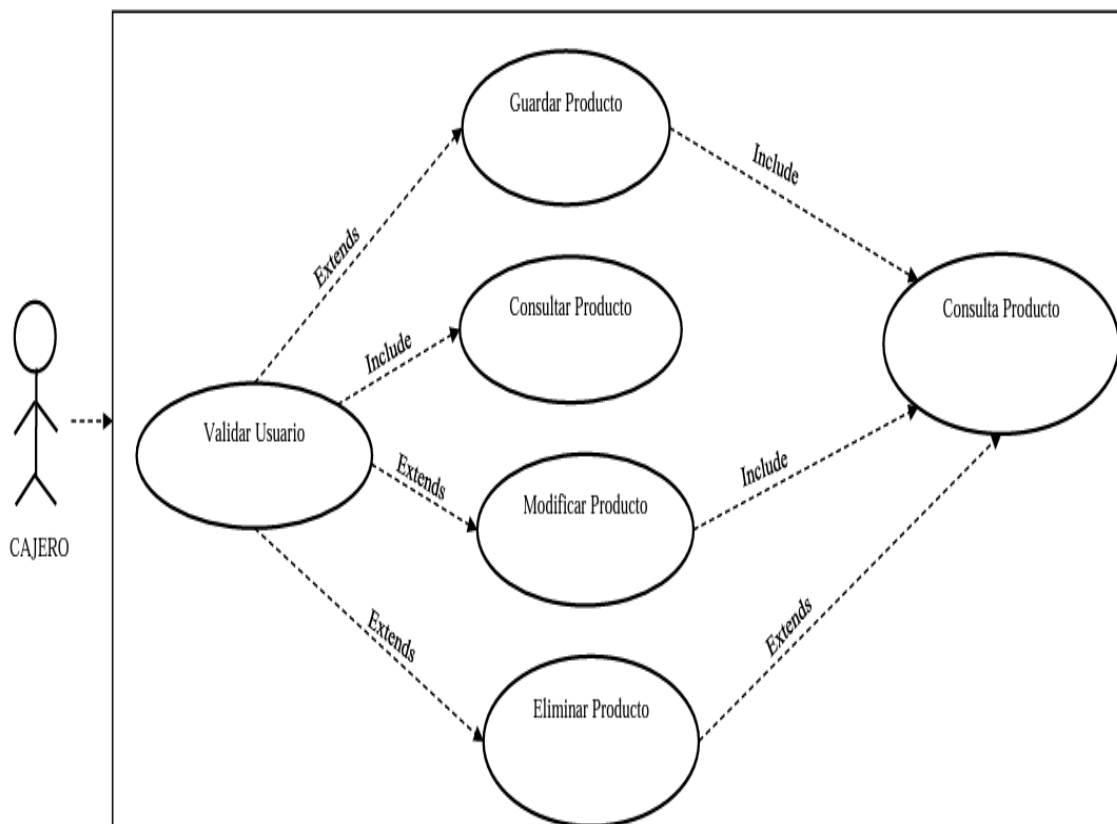 Guardar Producto
Include
Extends
Consultar Producto
Consulta Producto
Include
Validar Usuario
Extends
Include
Modificar Producto
CAJERO
Extends
Extends
Eliminar Producto